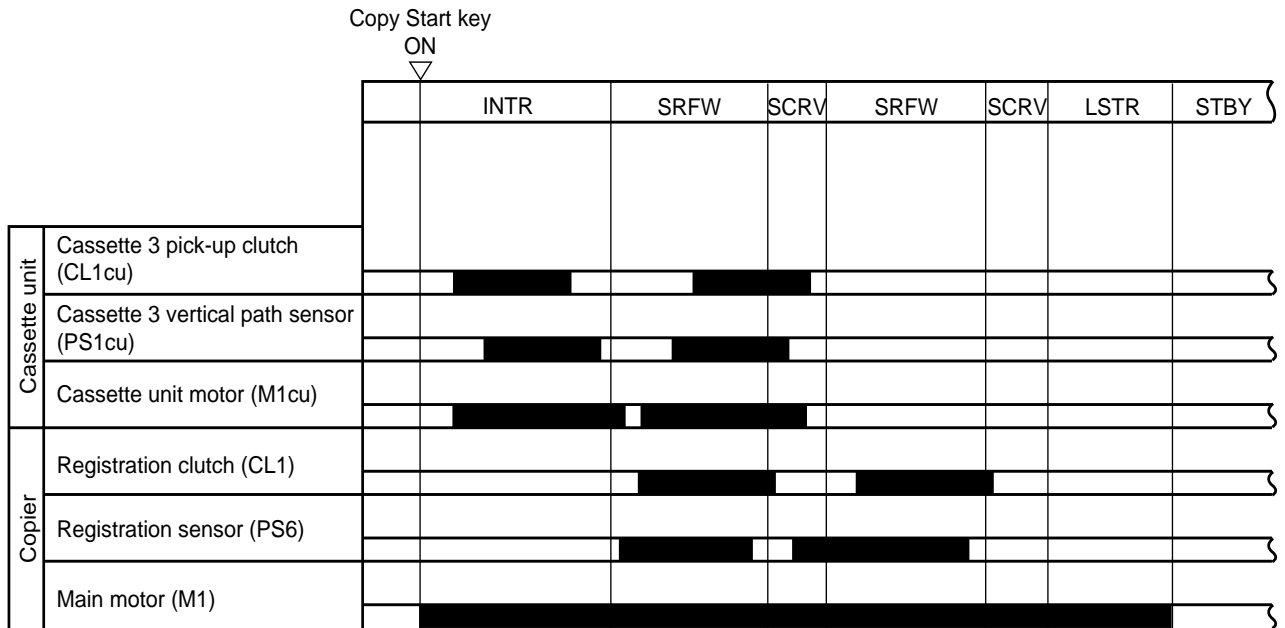 Copy Start key
ON
INTR SRFW SCRV SRFW SCRV LSTR STBY
Cassette unit
Cassette 3 pick-up clutch
(CL1cu)
Cassette 3 vertical path sensor
(PS1cu)
Cassette unit motor (M1cu)
Copier
Registration clutch (CL1)
Registration sensor (PS6)
Main motor (M1)